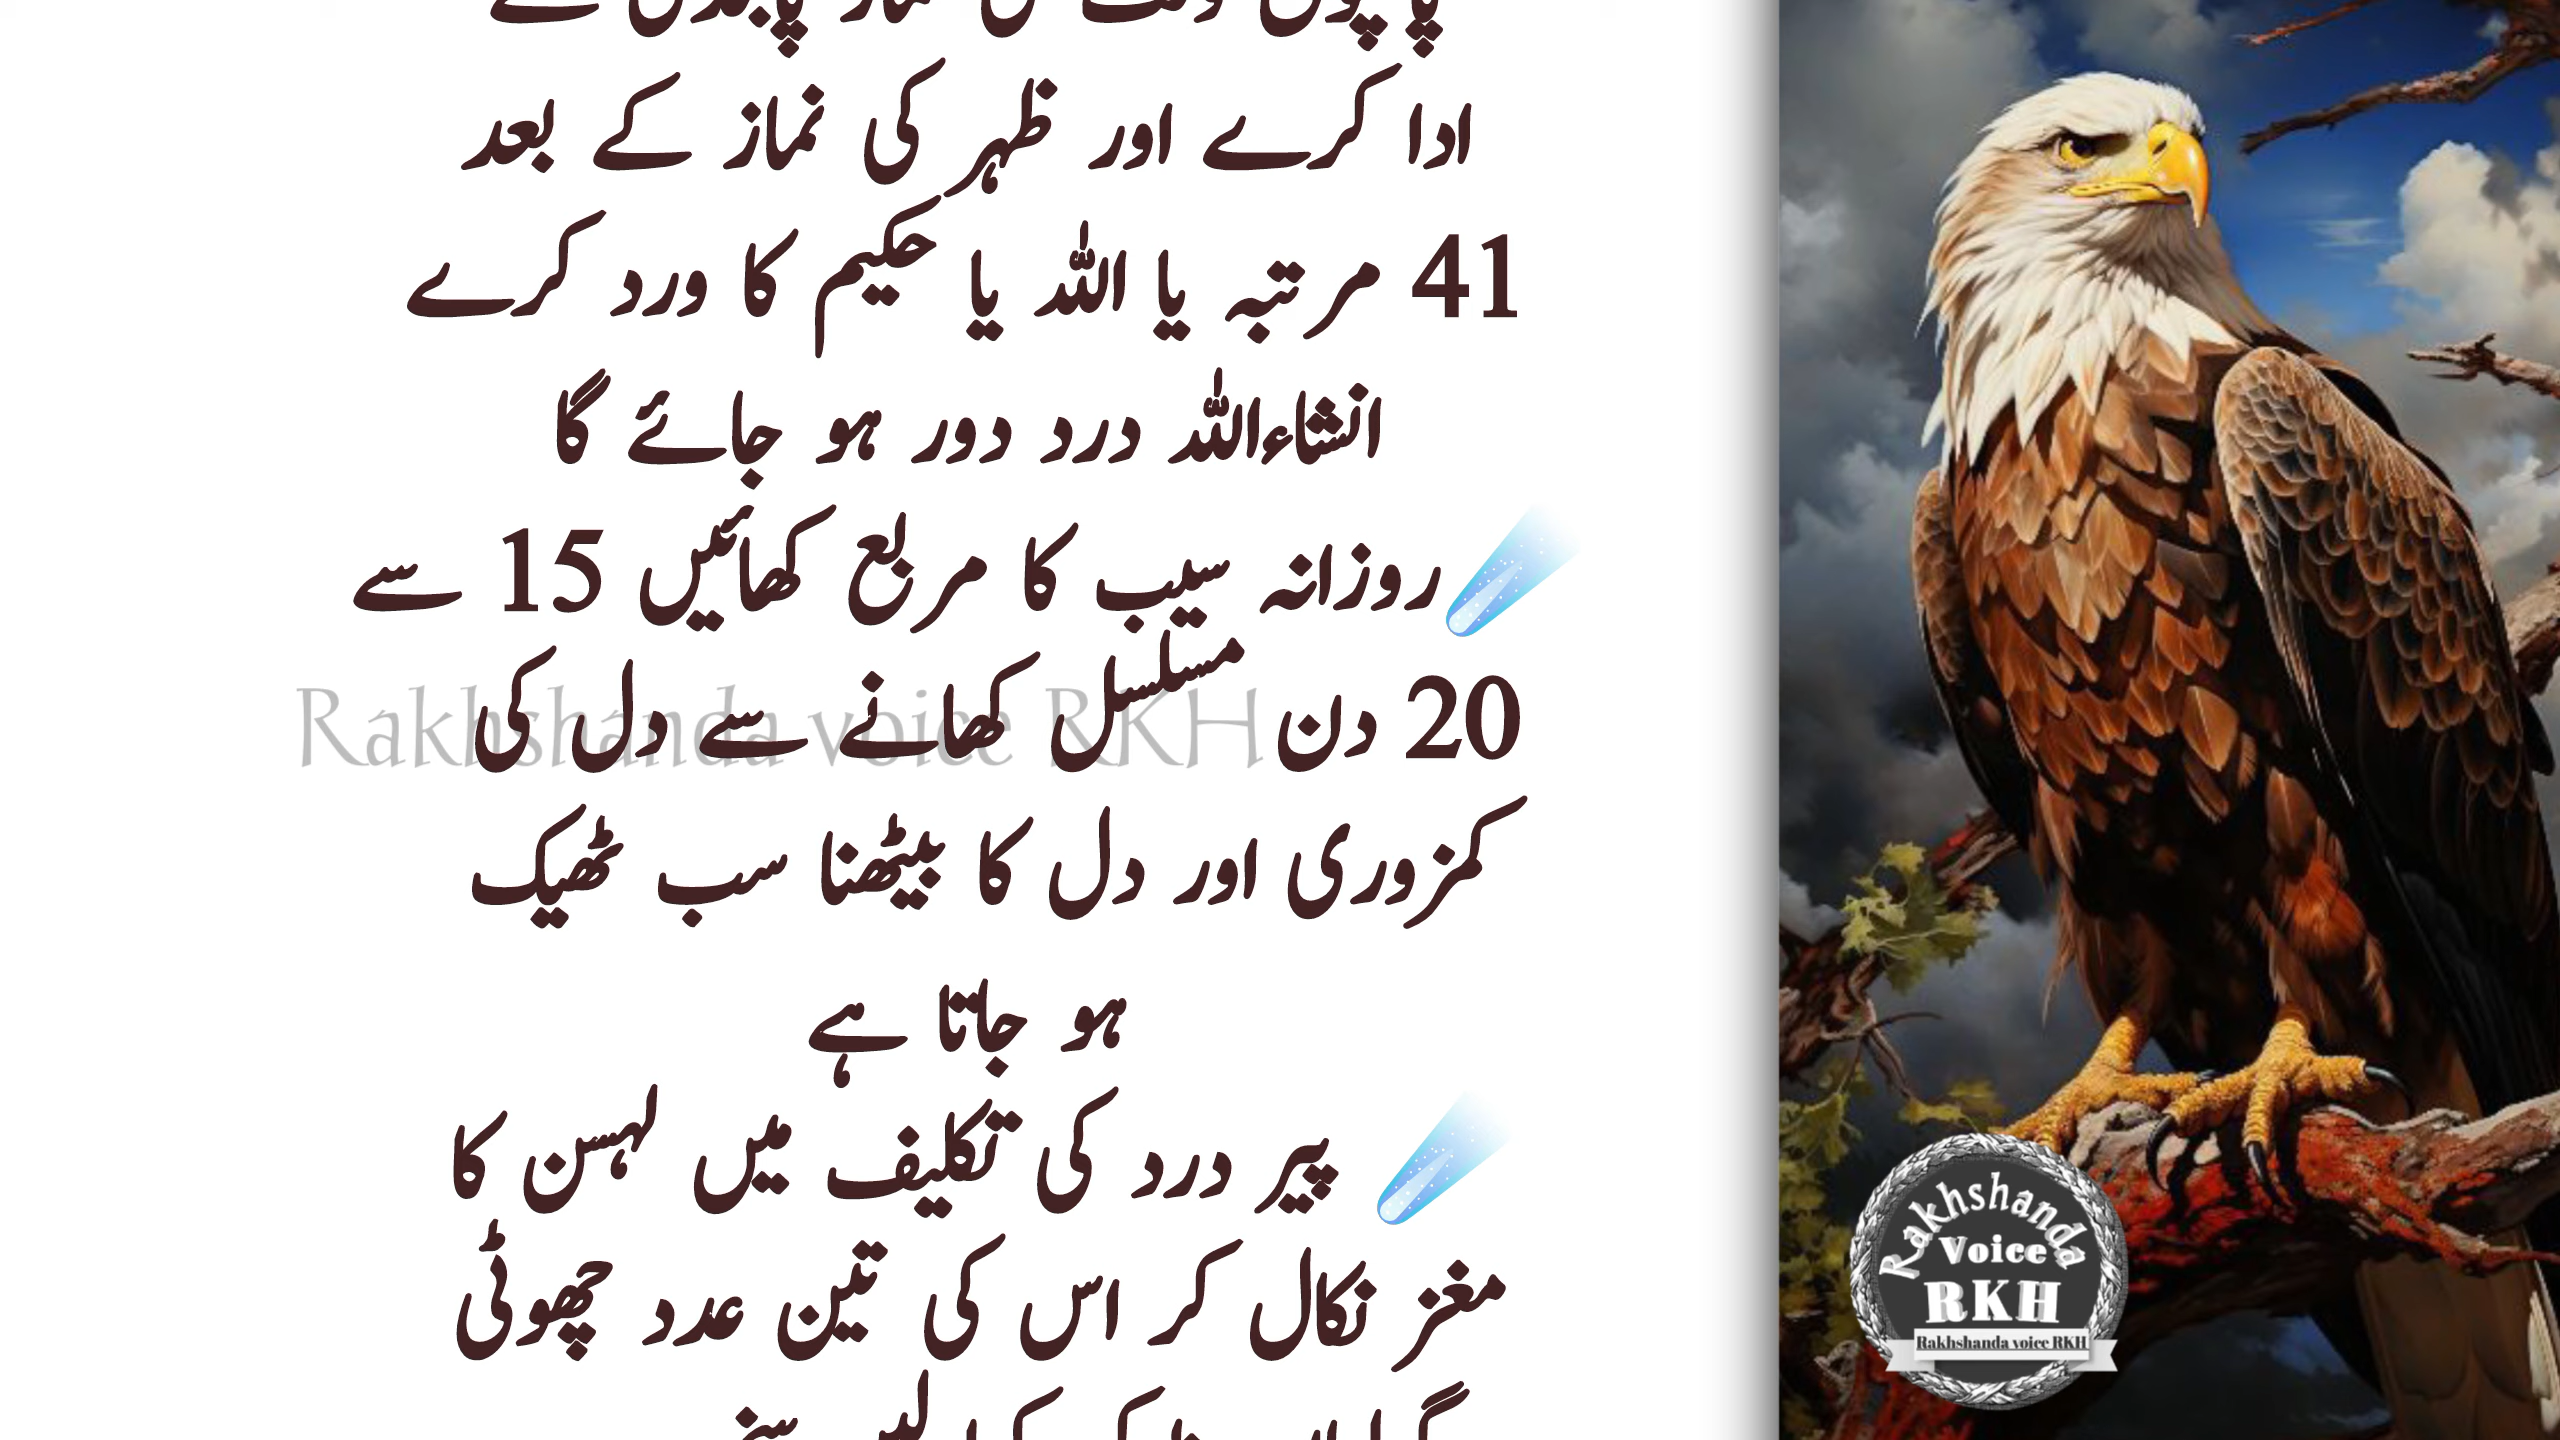 ادا کرے اور ظہر کی نماز کے بعد
41 مرتبہ یا اللہ یا حکیم کا ورد کرے
انشاءاللہ درد دور ہو جائے گا
روزانہ سیب کا مربع کھائیں 15 سے
20 دن مسلسل کھانے سے دل کی
کمزوری اور دل کا بیٹھنا سب ٹھیک
ہو جاتا ہے
پیر درد کی تکلیف میں لہسن کا
مغز نکال کر اس کی تین عدد چھوٹی
Rakhshanda voice RKH
Rakhshanda
Voice
RKH
Rakhshanda voice RKH